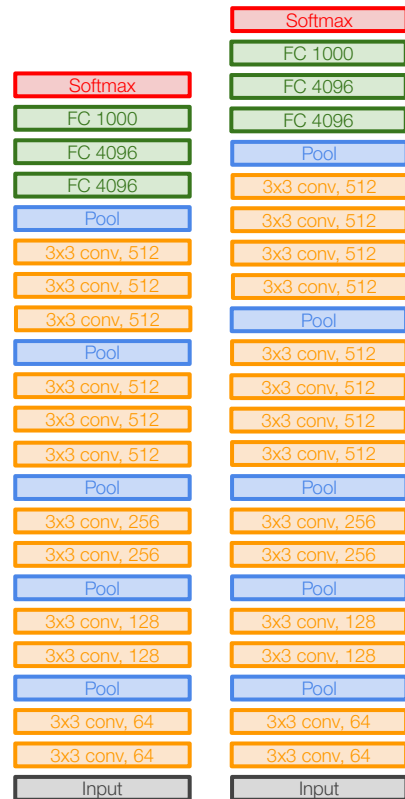 Softmax
FC 1000
FC 4096
FC 4096
Pool
3x3 conv, 512
3x3 conv, 512
3x3 conv, 512
Pool
3x3 conv, 512
3x3 conv, 512
3x3 conv, 512
Pool
3x3 conv, 256
3x3 conv, 256
Pool
3x3 conv, 128
3x3 conv, 128
Pool
3x3 conv, 64
3x3 conv, 64
Input
Softmax
FC 1000
FC 4096
FC 4096
Pool
3x3 conv, 512
3x3 conv, 512
3x3 conv, 512
3x3 conv, 512
Pool
3x3 conv, 512
3x3 conv, 512
3x3 conv, 512
3x3 conv, 512
Pool
3x3 conv, 256
3x3 conv, 256
Pool
3x3 conv, 128
3x3 conv, 128
Pool
3x3 conv, 64
3x3 conv, 64
Input